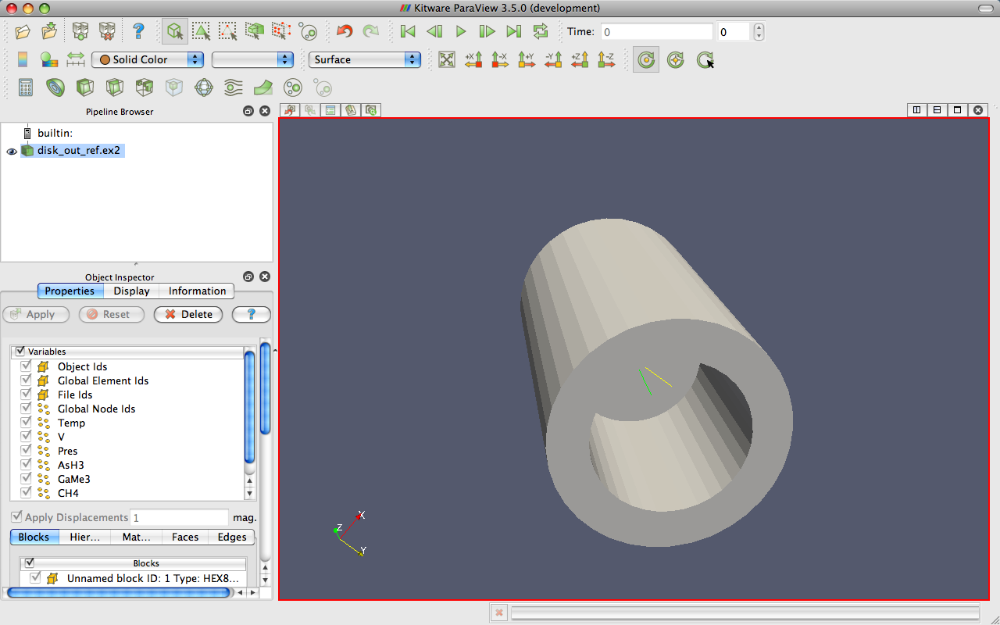 Kitware ParaView 3.5.0 (development)
Time: 0 0
Solid Color Surface
+X -X +Y -Y +Z -Z
Pipeline Browser
builtin:
disk_out_ref.ex2
Object Inspector
Properties Display Information
Apply Reset Delete ?
Variables
Object Ids
Global Element Ids
File Ids
Global Node Ids
Temp
V
Pres
AsH3
GaMe3
CH4
Apply Displacements 1 mag.
Blocks Hier... Mat... Faces Edges
Blocks
Unnamed block ID: 1 Type: HEX8...
X
Z
Y